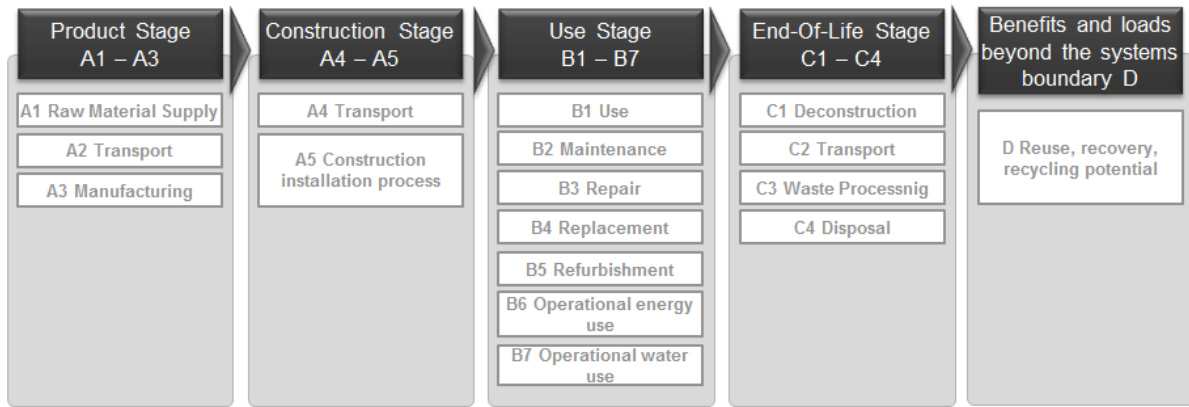 Product Stage
A1 – A3
A1 Raw Material Supply
A2 Transport
A3 Manufacturing
Construction Stage
A4 – A5
A4 Transport
A5 Construction
installation process
Use Stage
B1 – B7
B1 Use
B2 Maintenance
B3 Repair
B4 Replacement
B5 Refurbishment
B6 Operational energy
use
B7 Operational water
use
End-Of-Life Stage
C1 – C4
C1 Deconstruction
C2 Transport
C3 Waste Processnig
C4 Disposal
Benefits and loads
beyond the systems
boundary D
D Reuse, recovery,
recycling potential